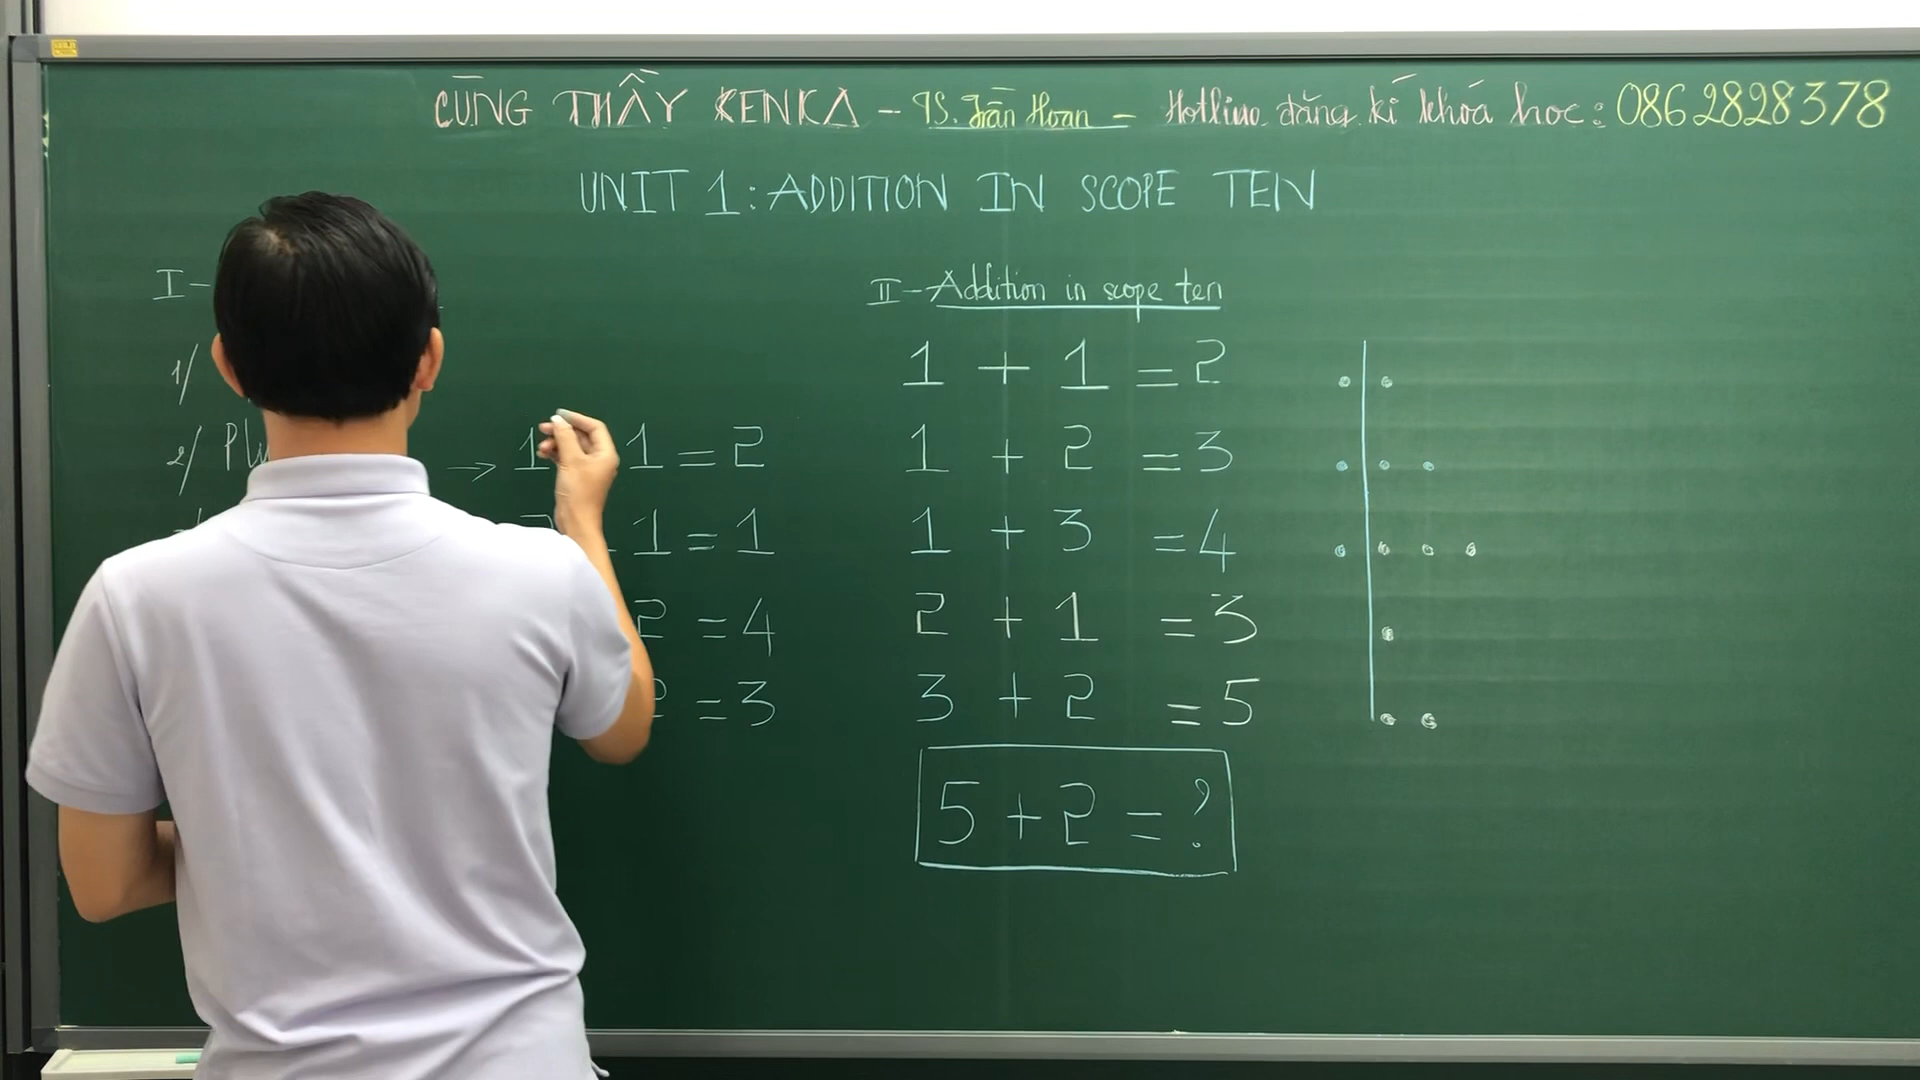 CÙNG THẦY KENKA - TS. Trần Hoan - Hotline đăng kí khóa học: 0862828378
UNIT 1: ADDITION IN SCOPE TEN
I-
1/
2/
→ 1 1 = 2
1 = 1
2 = 4
2 = 3
II - Addition in scope ten
1 + 1 = 2
1 + 2 = 3
1 + 3 = 4
2 + 1 = 3
3 + 2 = 5
5 + 2 = ?